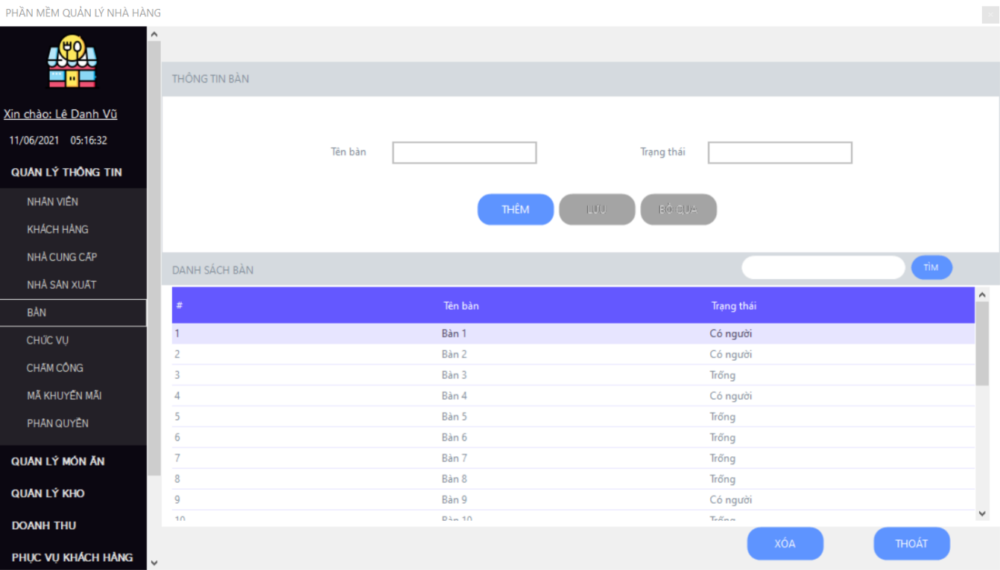 PHẦN MỀM QUẢN LÝ NHÀ HÀNG
Xin chào: Lê Danh Vũ
11/06/2021 05:16:32
QUẢN LÝ THÔNG TIN
NHÂN VIÊN
KHÁCH HÀNG
NHÀ CUNG CẤP
NHÀ SẢN XUẤT
BÀN
CHỨC VỤ
CHẤM CÔNG
MÃ KHUYẾN MÃI
PHÂN QUYỀN
QUẢN LÝ MÓN ĂN
QUẢN LÝ KHO
DOANH THU
PHỤC VỤ KHÁCH HÀNG
THÔNG TIN BÀN
Tên bàn Trạng thái
THÊM LƯU BỎ QUA
DANH SÁCH BÀN TÌM
# Tên bàn Trạng thái
1 Bàn 1 Có người
2 Bàn 2 Có người
3 Bàn 3 Trống
4 Bàn 4 Có người
5 Bàn 5 Trống
6 Bàn 6 Trống
7 Bàn 7 Trống
8 Bàn 8 Trống
9 Bàn 9 Có người
10 Bàn 10 Trống
XÓA THOÁT